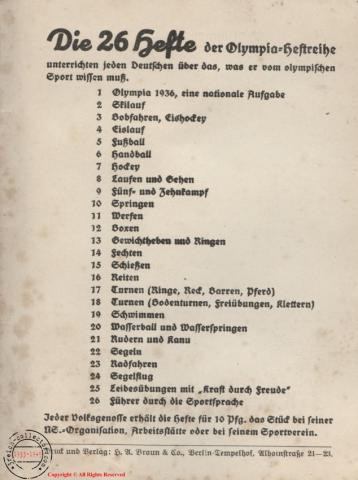 Die 26 Hefte der Olympia=Heftreihe
unterrichten jeden Deutschen über das, was er vom olympischen
Sport wissen muß.
1 Olympia 1936, eine nationale Aufgabe
2 Skilauf
3 Bobfahren, Eishockey
4 Eislauf
5 Fußball
6 Handball
7 Hockey
8 Laufen und Gehen
9 Fünf- und Zehnkampf
10 Springen
11 Werfen
12 Boxen
13 Gewichtheben und Ringen
14 Fechten
15 Schießen
16 Reiten
17 Turnen (Ringe, Reck, Barren, Pferd)
18 Turnen (Bodenturnen, Freiübungen, Klettern)
19 Schwimmen
20 Wasserball und Wasserspringen
21 Rudern und Kanu
22 Segeln
23 Radfahren
24 Segelflug
25 Leibesübungen mit „Kraft durch Freude"
26 Führer durch die Sportsprache
Jeder Volksgenosse erhält die Hefte für 10 Pfg. das Stück bei seiner
NS.-Organisation, Arbeitsstätte oder bei seinem Sportverein.
und Verlag: H. A. Braun & Co., Berlin-Tempelhof, Alboinstraße 21–23.
Copyright © All Rights Reserved